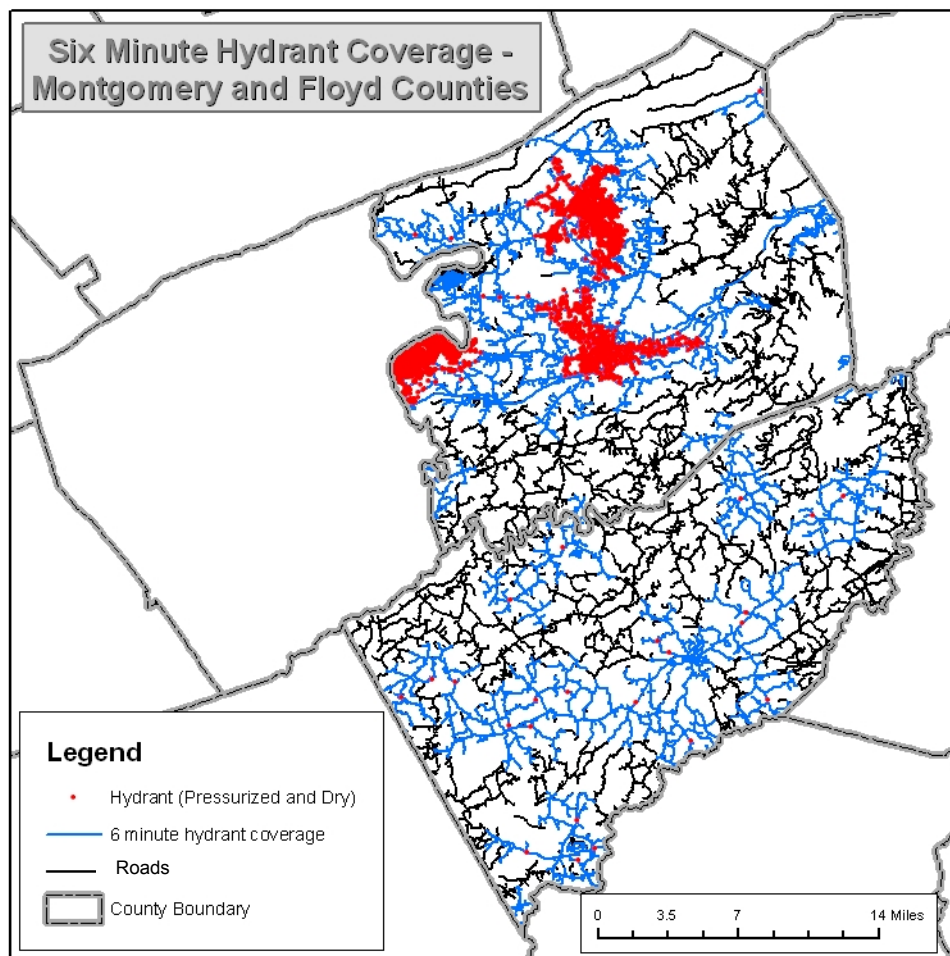 Six Minute Hydrant Coverage -
Montgomery and Floyd Counties
Legend
Hydrant (Pressurized and Dry)
6 minute hydrant coverage
Roads
County Boundary
0 3.5 7 14 Miles